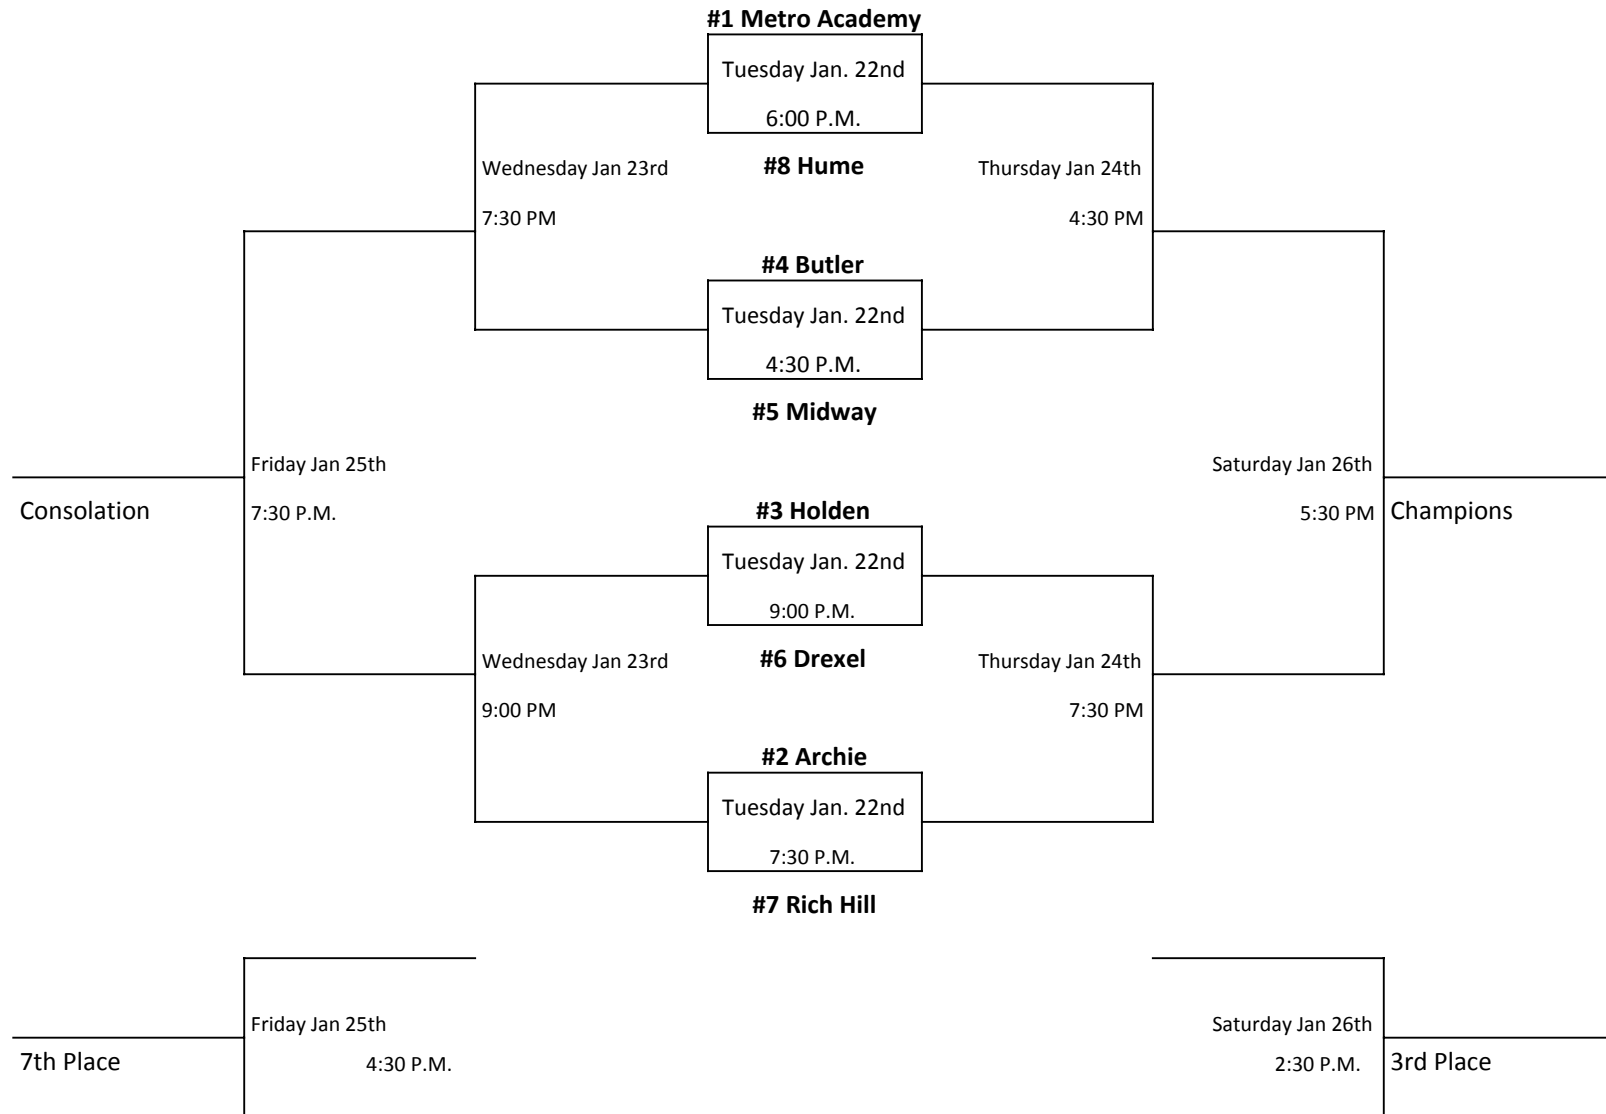 #1 Metro Academy
Tuesday Jan. 22nd
6:00 P.M.
Wednesday Jan 23rd
#8 Hume
Thursday Jan 24th
7:30 PM
4:30 PM
#4 Butler
Tuesday Jan. 22nd
4:30 P.M.
#5 Midway
Friday Jan 25th
Saturday Jan 26th
Consolation
7:30 P.M.
#3 Holden
5:30 PM
Champions
Tuesday Jan. 22nd
9:00 P.M.
Wednesday Jan 23rd
#6 Drexel
Thursday Jan 24th
9:00 PM
7:30 PM
#2 Archie
Tuesday Jan. 22nd
7:30 P.M.
#7 Rich Hill
Friday Jan 25th
Saturday Jan 26th
7th Place
4:30 P.M.
2:30 P.M.
3rd Place